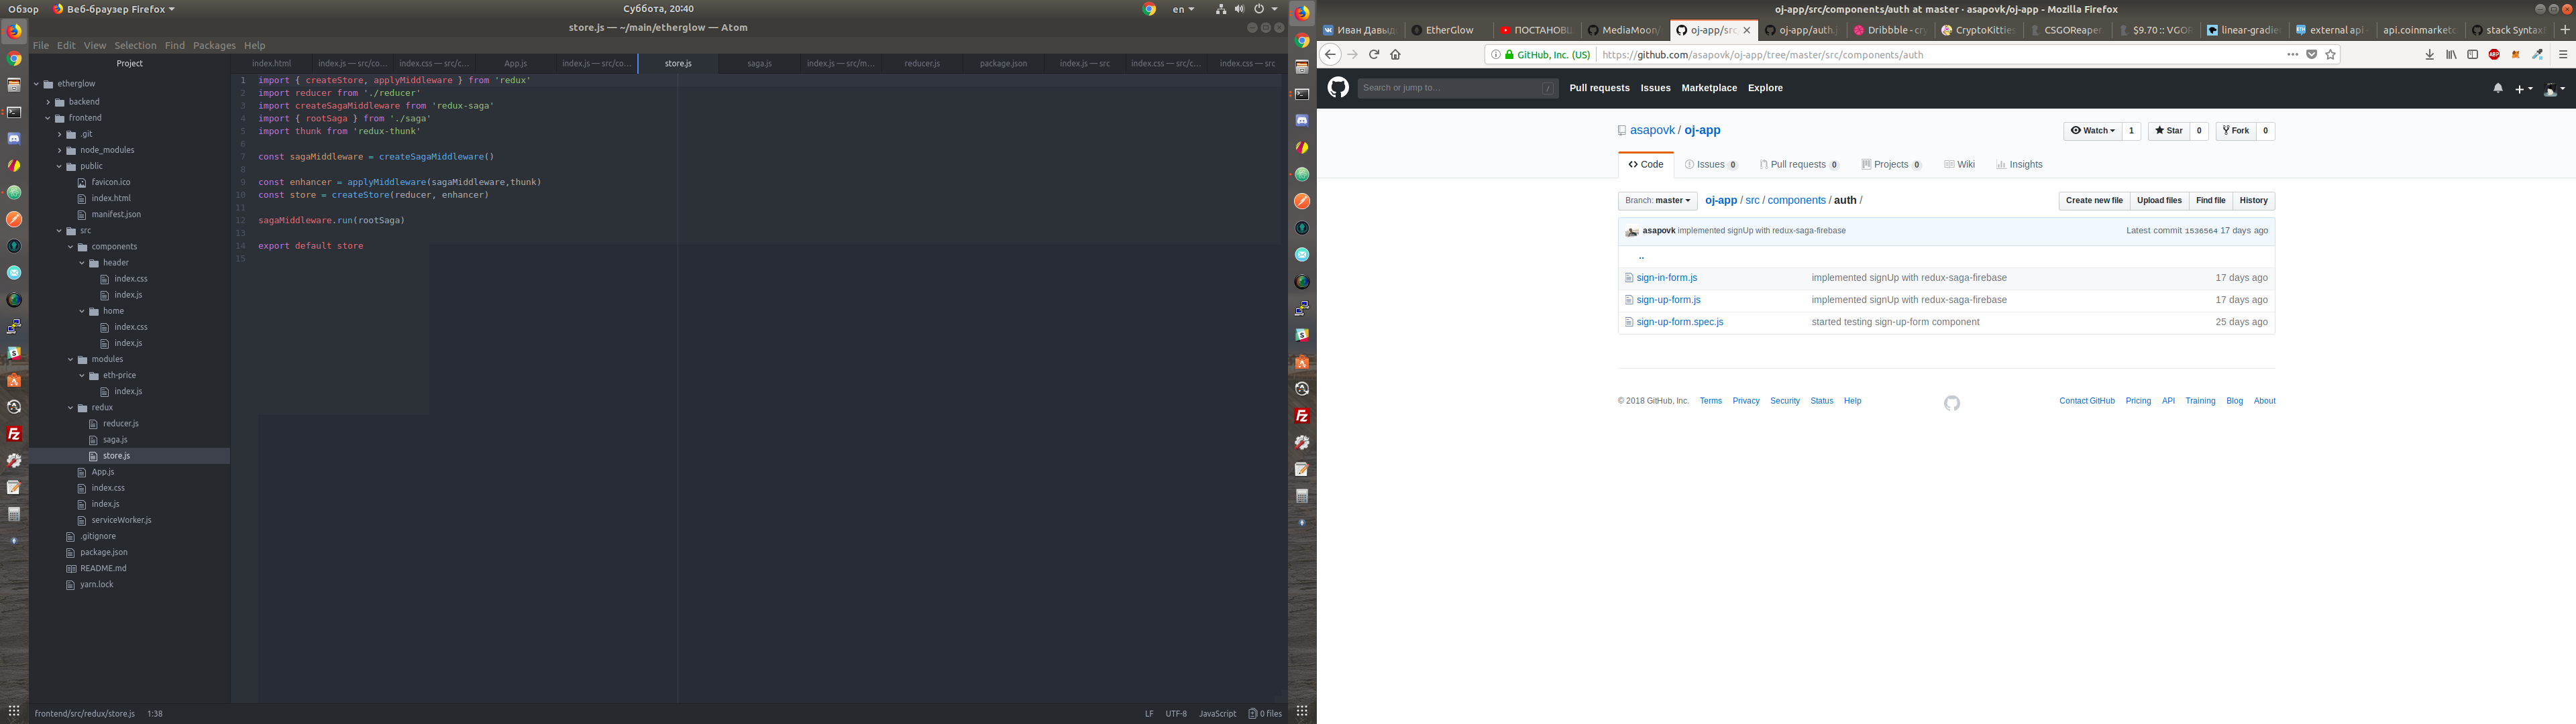 Обзор
Веб-браузер Firefox
Суббота, 20:40
en
store.js — ~/main/etherglow — Atom
File Edit View Selection Find Packages Help
Project
etherglow
backend
frontend
.git
node_modules
public
favicon.ico
index.html
manifest.json
src
components
header
index.css
index.js
home
index.css
index.js
modules
eth-price
index.js
redux
reducer.js
saga.js
store.js
App.js
index.css
index.js
serviceWorker.js
.gitignore
package.json
README.md
yarn.lock
index.html
index.js — src/co...
index.css — src/c...
App.js
index.js — src/co...
store.js
saga.js
index.js — src/m...
reducer.js
package.json
index.js — src
index.css — src/c...
index.css — src
1 import { createStore, applyMiddleware } from 'redux'
2 import reducer from './reducer'
3 import createSagaMiddleware from 'redux-saga'
4 import { rootSaga } from './saga'
5 import thunk from 'redux-thunk'
6
7 const sagaMiddleware = createSagaMiddleware()
8
9 const enhancer = applyMiddleware(sagaMiddleware,thunk)
10 const store = createStore(reducer, enhancer)
11
12 sagaMiddleware.run(rootSaga)
13
14 export default store
15
frontend/src/redux/store.js 1:38
LF UTF-8 JavaScript 0 files
oj-app/src/components/auth at master · asapovk/oj-app - Mozilla Firefox
Иван Давыд
EtherGlow
ПОСТАНОВЩ
MediaMoon/
oj-app/src/
oj-app/auth.j
Dribbble - cry
CryptoKitties
CSGOReaper.
$9.70 :: VGOR
linear-gradie
external api
api.coinmarketc
stack Syntax
GitHub, Inc. (US)
https://github.com/asapovk/oj-app/tree/master/src/components/auth
Search or jump to... /
Pull requests Issues Marketplace Explore
asapovk / oj-app
Watch 1 Star 0 Fork 0
Code Issues 0 Pull requests 0 Projects 0 Wiki Insights
Branch: master oj-app / src / components / auth /
Create new file Upload files Find file History
asapovk implemented signUp with redux-saga-firebase Latest commit 1536564 17 days ago
..
sign-in-form.js implemented signUp with redux-saga-firebase 17 days ago
sign-up-form.js implemented signUp with redux-saga-firebase 17 days ago
sign-up-form.spec.js started testing sign-up-form component 25 days ago
© 2018 GitHub, Inc. Terms Privacy Security Status Help
Contact GitHub Pricing API Training Blog About